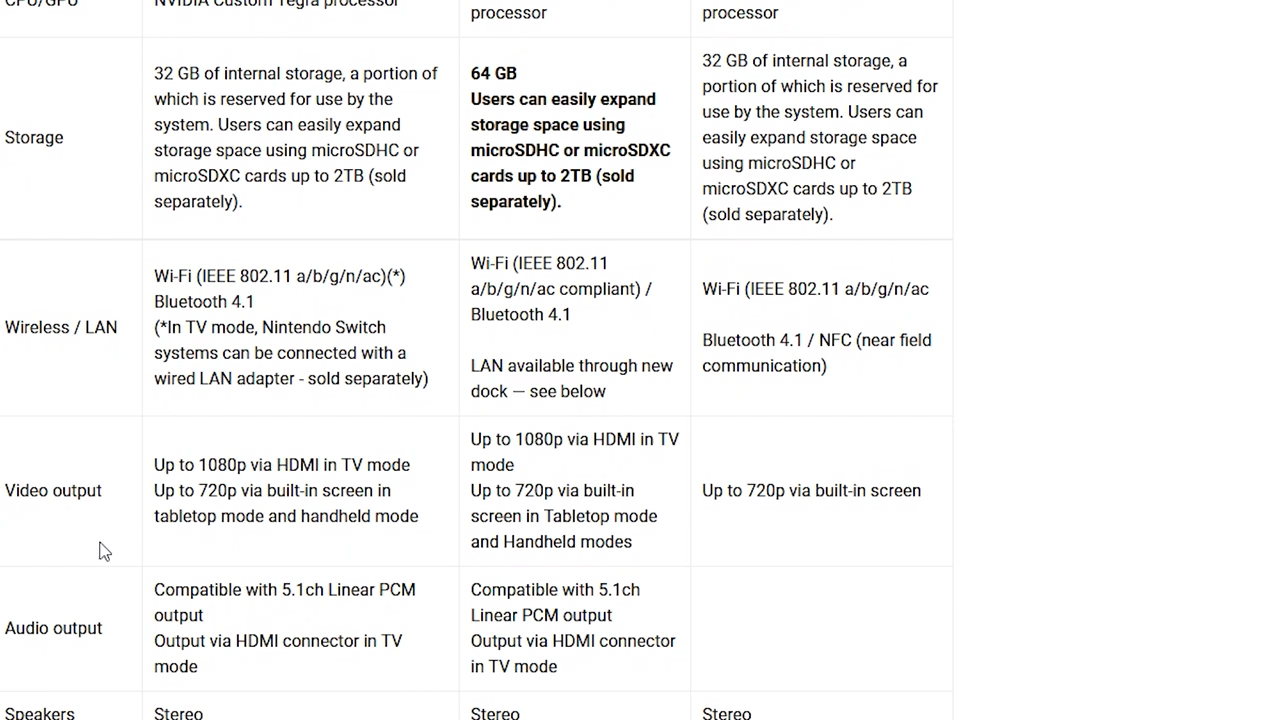 CPU/GPU
NVIDIA Custom Tegra processor
processor
processor
Storage
32 GB of internal storage, a portion of
which is reserved for use by the
system. Users can easily expand
storage space using microSDHC or
microSDXC cards up to 2TB (sold
separately).
64 GB
Users can easily expand
storage space using
microSDHC or microSDXC
cards up to 2TB (sold
separately).
32 GB of internal storage, a
portion of which is reserved for
use by the system. Users can
easily expand storage space
using microSDHC or
microSDXC cards up to 2TB
(sold separately).
Wireless / LAN
Wi-Fi (IEEE 802.11 a/b/g/n/ac)(*)
Bluetooth 4.1
(*In TV mode, Nintendo Switch
systems can be connected with a
wired LAN adapter - sold separately)
Wi-Fi (IEEE 802.11
a/b/g/n/ac compliant) /
Bluetooth 4.1
LAN available through new
dock — see below
Wi-Fi (IEEE 802.11 a/b/g/n/ac
Bluetooth 4.1 / NFC (near field
communication)
Video output
Up to 1080p via HDMI in TV mode
Up to 720p via built-in screen in
tabletop mode and handheld mode
Up to 1080p via HDMI in TV
mode
Up to 720p via built-in
screen in Tabletop mode
and Handheld modes
Up to 720p via built-in screen
Audio output
Compatible with 5.1ch Linear PCM
output
Output via HDMI connector in TV
mode
Compatible with 5.1ch
Linear PCM output
Output via HDMI connector
in TV mode
Speakers
Stereo
Stereo
Stereo